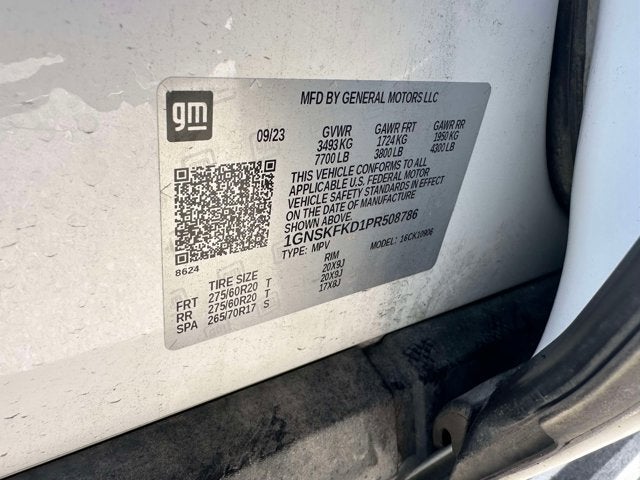 gm
MFD BY GENERAL MOTORS LLC
09/23 GVWR GAWR FRT GAWR RR
3493 KG 1724 KG 1950 KG
7700 LB 3800 LB 4300 LB
THIS VEHICLE CONFORMS TO ALL
APPLICABLE U.S. FEDERAL MOTOR
VEHICLE SAFETY STANDARDS IN EFFECT
ON THE DATE OF MANUFACTURE
SHOWN ABOVE.
1GNSKFKD1PR508786
TYPE: MPV MODEL: 16CK10906
8624
TIRE SIZE RIM
FRT 275/60R20 T 20X9J
RR 275/60R20 T 20X9J
SPA 265/70R17 S 17X8J